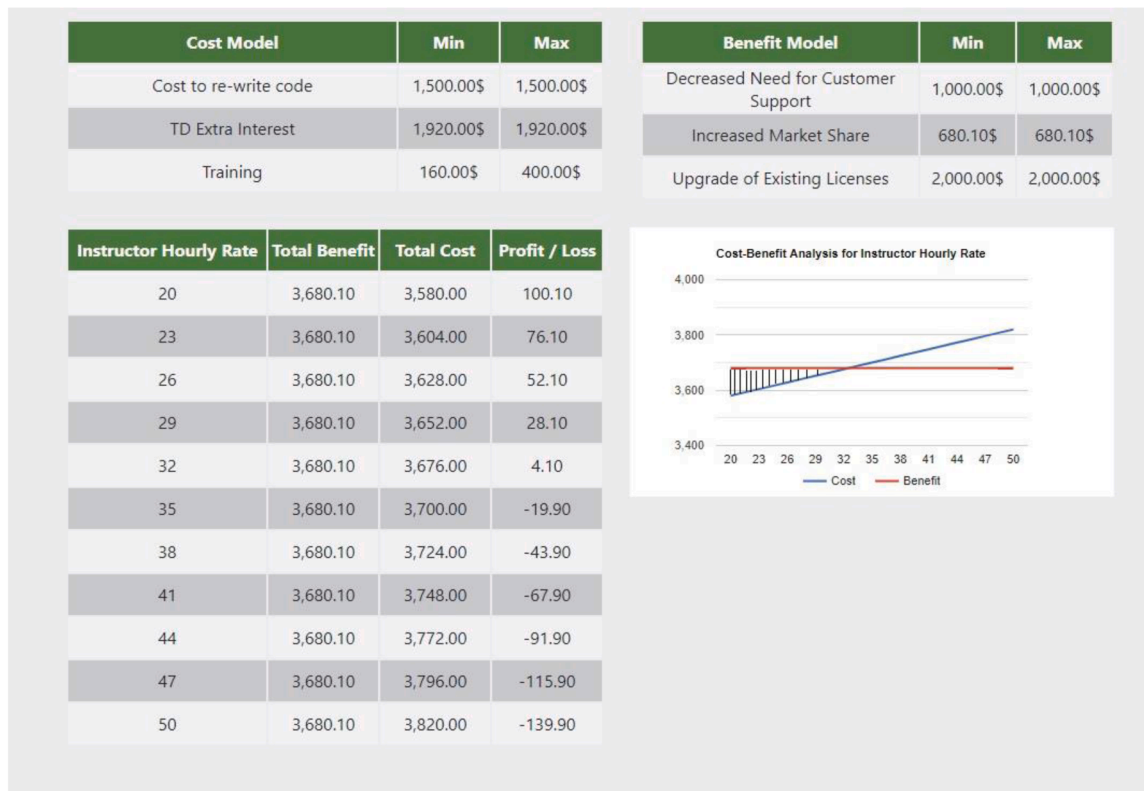 Cost Model Min Max
Cost to re-write code 1,500.00$ 1,500.00$
TD Extra Interest 1,920.00$ 1,920.00$
Training 160.00$ 400.00$
Benefit Model Min Max
Decreased Need for Customer
Support 1,000.00$ 1,000.00$
Increased Market Share 680.10$ 680.10$
Upgrade of Existing Licenses 2,000.00$ 2,000.00$
Instructor Hourly Rate Total Benefit Total Cost Profit / Loss
20 3,680.10 3,580.00 100.10
23 3,680.10 3,604.00 76.10
26 3,680.10 3,628.00 52.10
29 3,680.10 3,652.00 28.10
32 3,680.10 3,676.00 4.10
35 3,680.10 3,700.00 -19.90
38 3,680.10 3,724.00 -43.90
41 3,680.10 3,748.00 -67.90
44 3,680.10 3,772.00 -91.90
47 3,680.10 3,796.00 -115.90
50 3,680.10 3,820.00 -139.90
Cost-Benefit Analysis for Instructor Hourly Rate
4,000
3,800
3,600
3,400
20 23 26 29 32 35 38 41 44 47 50
Cost Benefit